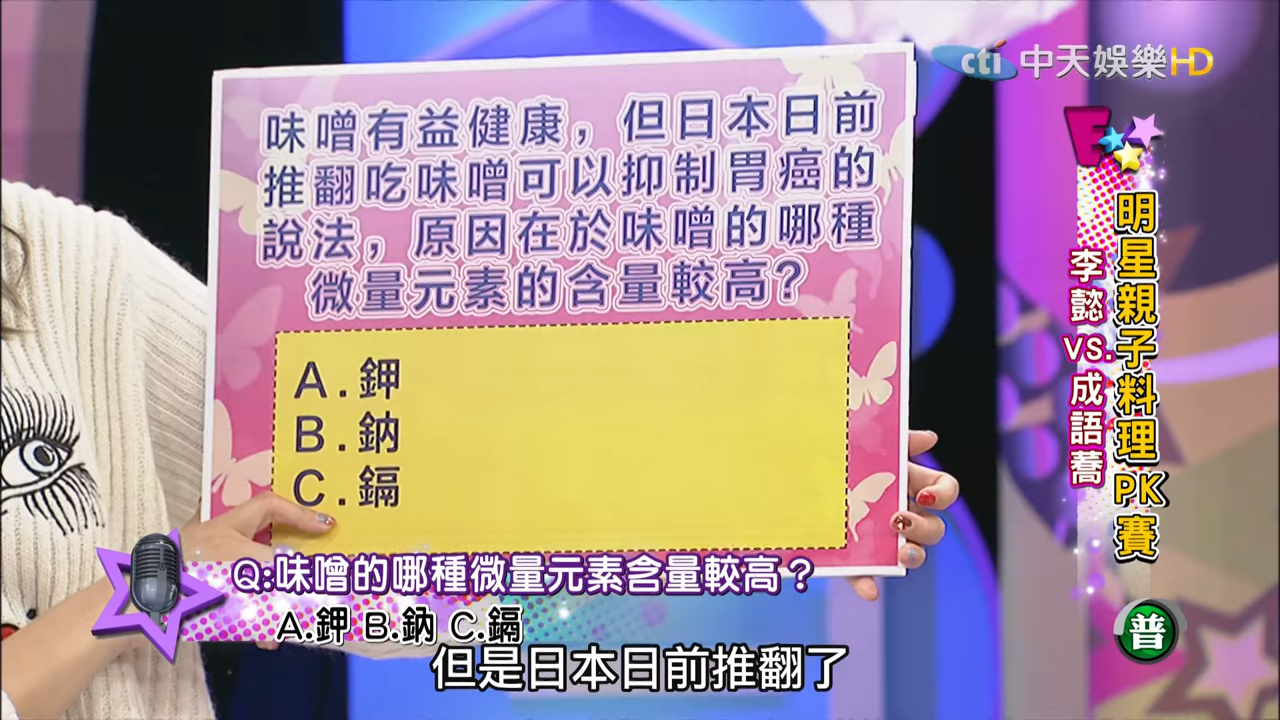 cti 中天娛樂HD
味噌有益健康，但日本日前
推翻吃味噌可以抑制胃癌的
說法，原因在於味噌的哪種
微量元素的含量較高？
A.鉀
B.鈉
C.鎘
明星親子料理PK賽
李懿 VS.成語蕎
普
Q:味噌的哪種微量元素含量較高？
A.鉀 B.鈉 C.鎘
但是日本日前推翻了